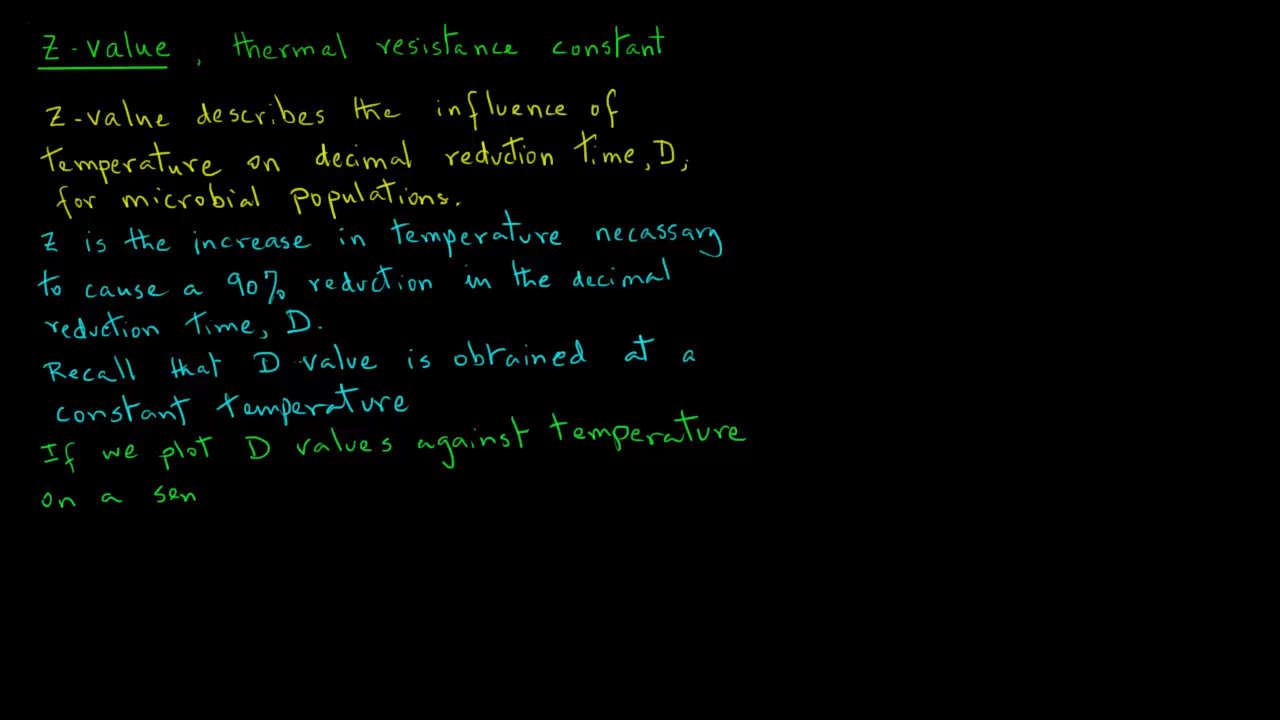 Z-value, thermal resistance constant
Z-value describes the influence of
temperature on decimal reduction time, D,
for microbial populations.
Z is the increase in temperature necassary
to cause a 90% reduction in the decimal
reduction time, D.
Recall that D value is obtained at a
constant temperature
If we plot D values against temperature
on a sen